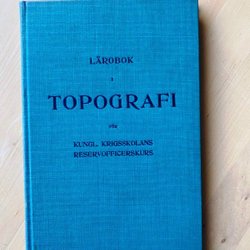 LÄROBOK
I
TOPOGRAFI
FÖR
KUNGL. KRIGSSKOLANS
RESERVOFFICERSKURS